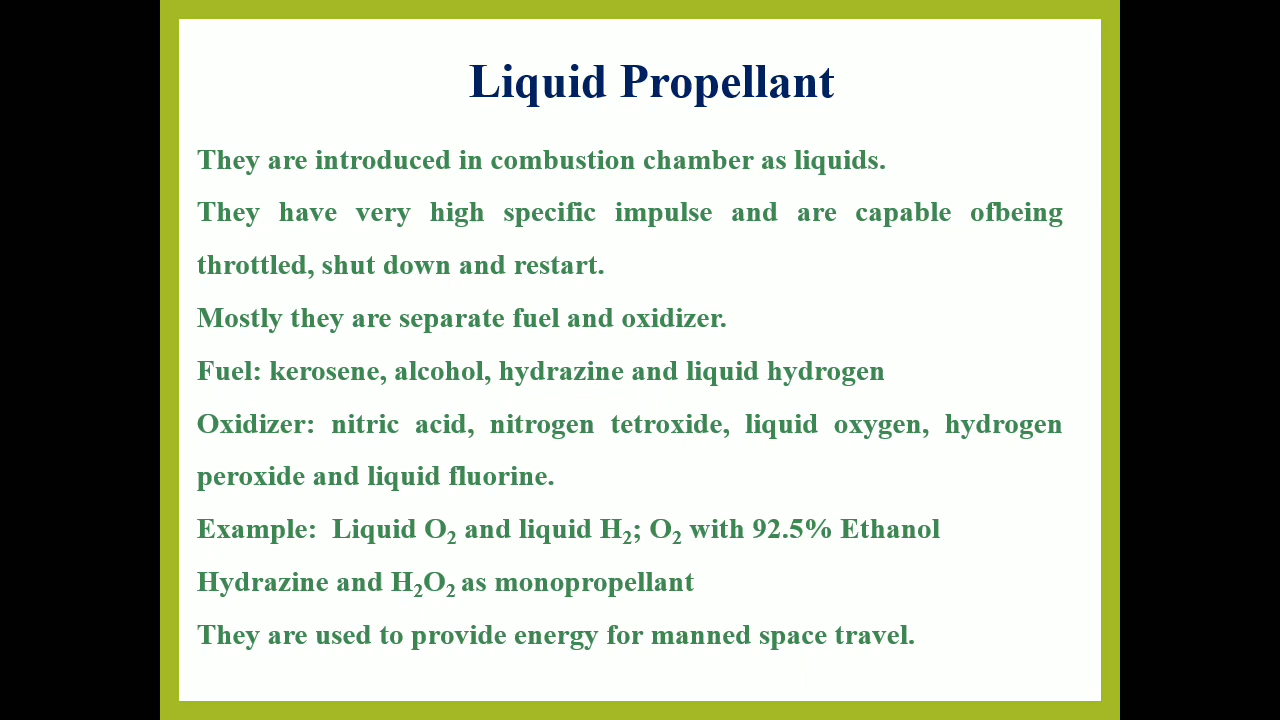 Liquid Propellant
They are introduced in combustion chamber as liquids.
They have very high specific impulse and are capable ofbeing
throttled, shut down and restart.
Mostly they are separate fuel and oxidizer.
Fuel: kerosene, alcohol, hydrazine and liquid hydrogen
Oxidizer: nitric acid, nitrogen tetroxide, liquid oxygen, hydrogen
peroxide and liquid fluorine.
Example: Liquid O₂ and liquid H₂; O₂ with 92.5% Ethanol
Hydrazine and H₂O₂ as monopropellant
They are used to provide energy for manned space travel.